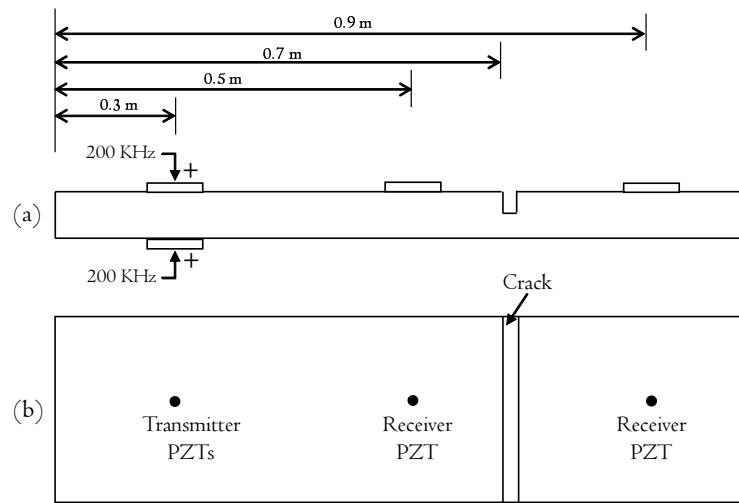 0.9 m
0.7 m
0.5 m
0.3 m
200 KHz
+
(a)
+
200 KHz
Crack
(b)
Transmitter
PZTs
Receiver
PZT
Receiver
PZT